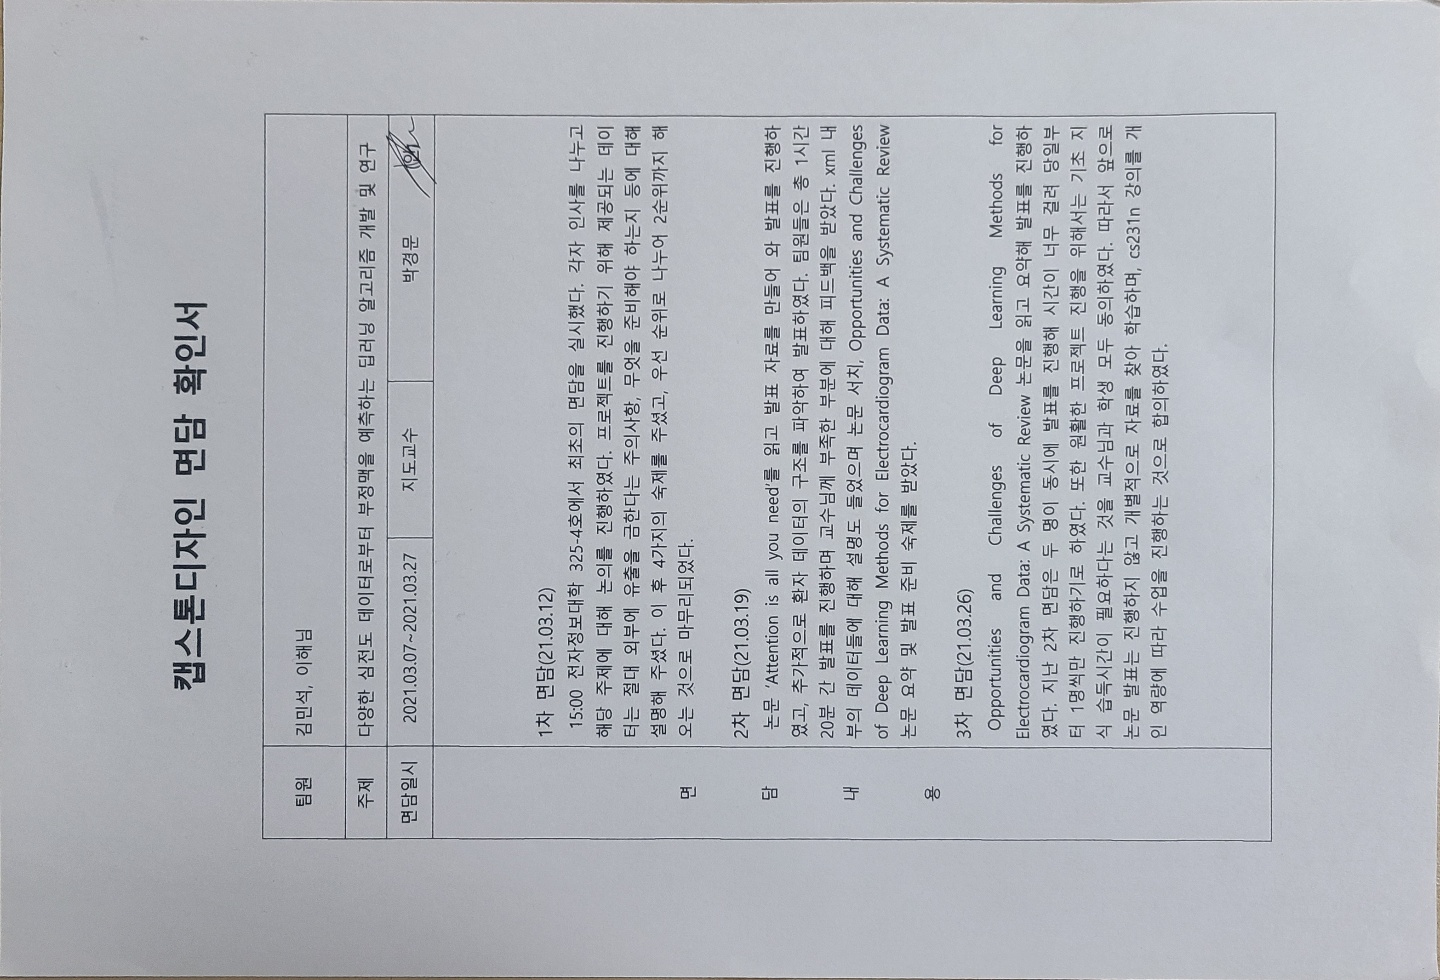 캡스톤디자인 면담 확인서
팀원 김민석, 이해님
주제 다양한 심전도 데이터로부터 부정맥을 예측하는 딥러닝 알고리즘 개발 및 연구
면담일시 2021.03.07~2021.03.27 지도교수 박경문 (인)
면담내용
1차 면담(21.03.12)
15:00 전자정보대학 325-4호에서 최초의 면담을 실시했다. 각자 인사를 나누고
해당 주제에 대해 논의를 진행하였다. 프로젝트를 진행하기 위해 제공되는 데이
터는 절대 외부에 유출을 금한다는 주의사항, 무엇을 준비해야 하는지 등에 대해
설명해 주셨다. 이 후 4가지의 숙제를 주셨고, 우선 순위로 나누어 2순위까지 해
오는 것으로 마무리되었다.
2차 면담(21.03.19)
논문 'Attention is all you need'를 읽고 발표 자료를 만들어 와 발표를 진행하
였고, 추가적으로 환자 데이터의 구조를 파악하여 발표하였다. 팀원들은 총 1시간
20분 간 발표를 진행하며 교수님께 부족한 부분에 대해 피드백을 받았다. xml 내
부의 데이터들에 대해 설명도 들었으며 논문 서치, Opportunities and Challenges
of Deep Learning Methods for Electrocardiogram Data: A Systematic Review
논문 요약 및 발표 준비 숙제를 받았다.
3차 면담(21.03.26)
Opportunities and Challenges of Deep Learning Methods for
Electrocardiogram Data: A Systematic Review 논문을 읽고 요약해 발표를 진행하
였다. 지난 2차 면담은 두 명이 동시에 발표를 진행해 시간이 너무 걸려 당일부
터 1명씩만 진행하기로 하였다. 또한 원활한 프로젝트 진행을 위해서는 기초 지
식 습득시간이 필요하다는 것을 교수님과 학생 모두 동의하였다. 따라서 앞으로
논문 발표는 진행하지 않고 개별적으로 자료를 찾아 학습하며, cs231n 강의를 개
인 역량에 따라 수업을 진행하는 것으로 합의하였다.